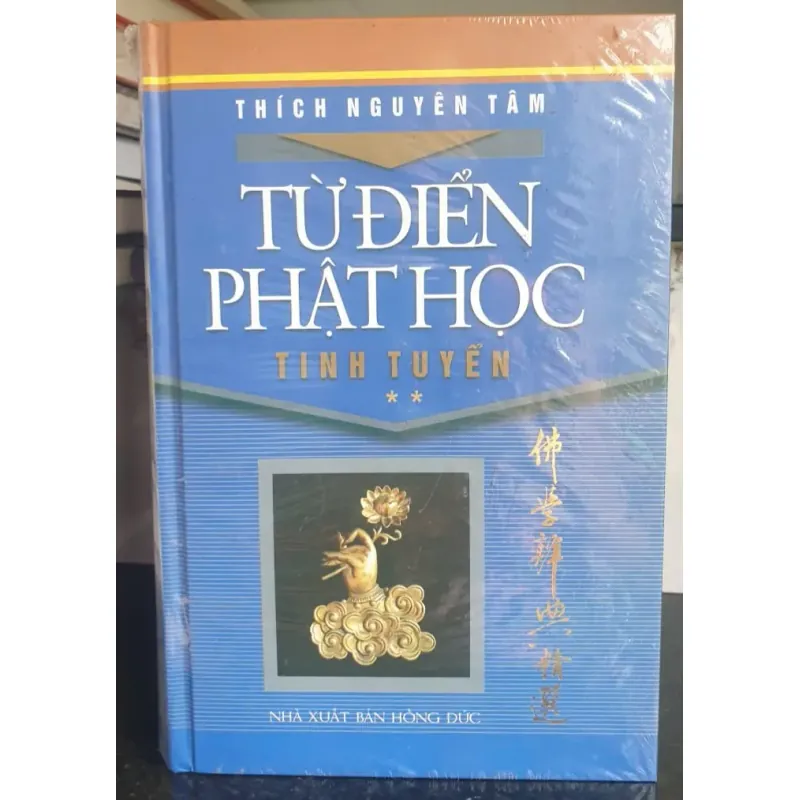 THÍCH NGUYÊN TÂM
TỪ ĐIỂN
PHẬT HỌC
TINH TUYỂN
**
佛學辭典精選
NHÀ XUẤT BẢN HỒNG ĐỨC